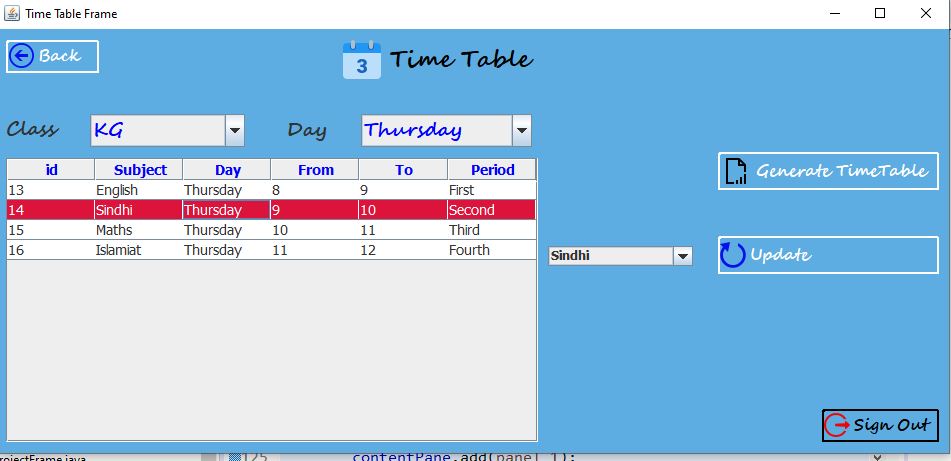 Time Table Frame
Back
3
Time Table
Class KG Day Thursday
id Subject Day From To Period
13 English Thursday 8 9 First
14 Sindhi Thursday 9 10 Second
15 Maths Thursday 10 11 Third
16 Islamiat Thursday 11 12 Fourth
Generate TimeTable
Sindhi
Update
Sign Out
rojectFrame.java
125 contentPane.add(panel_1);